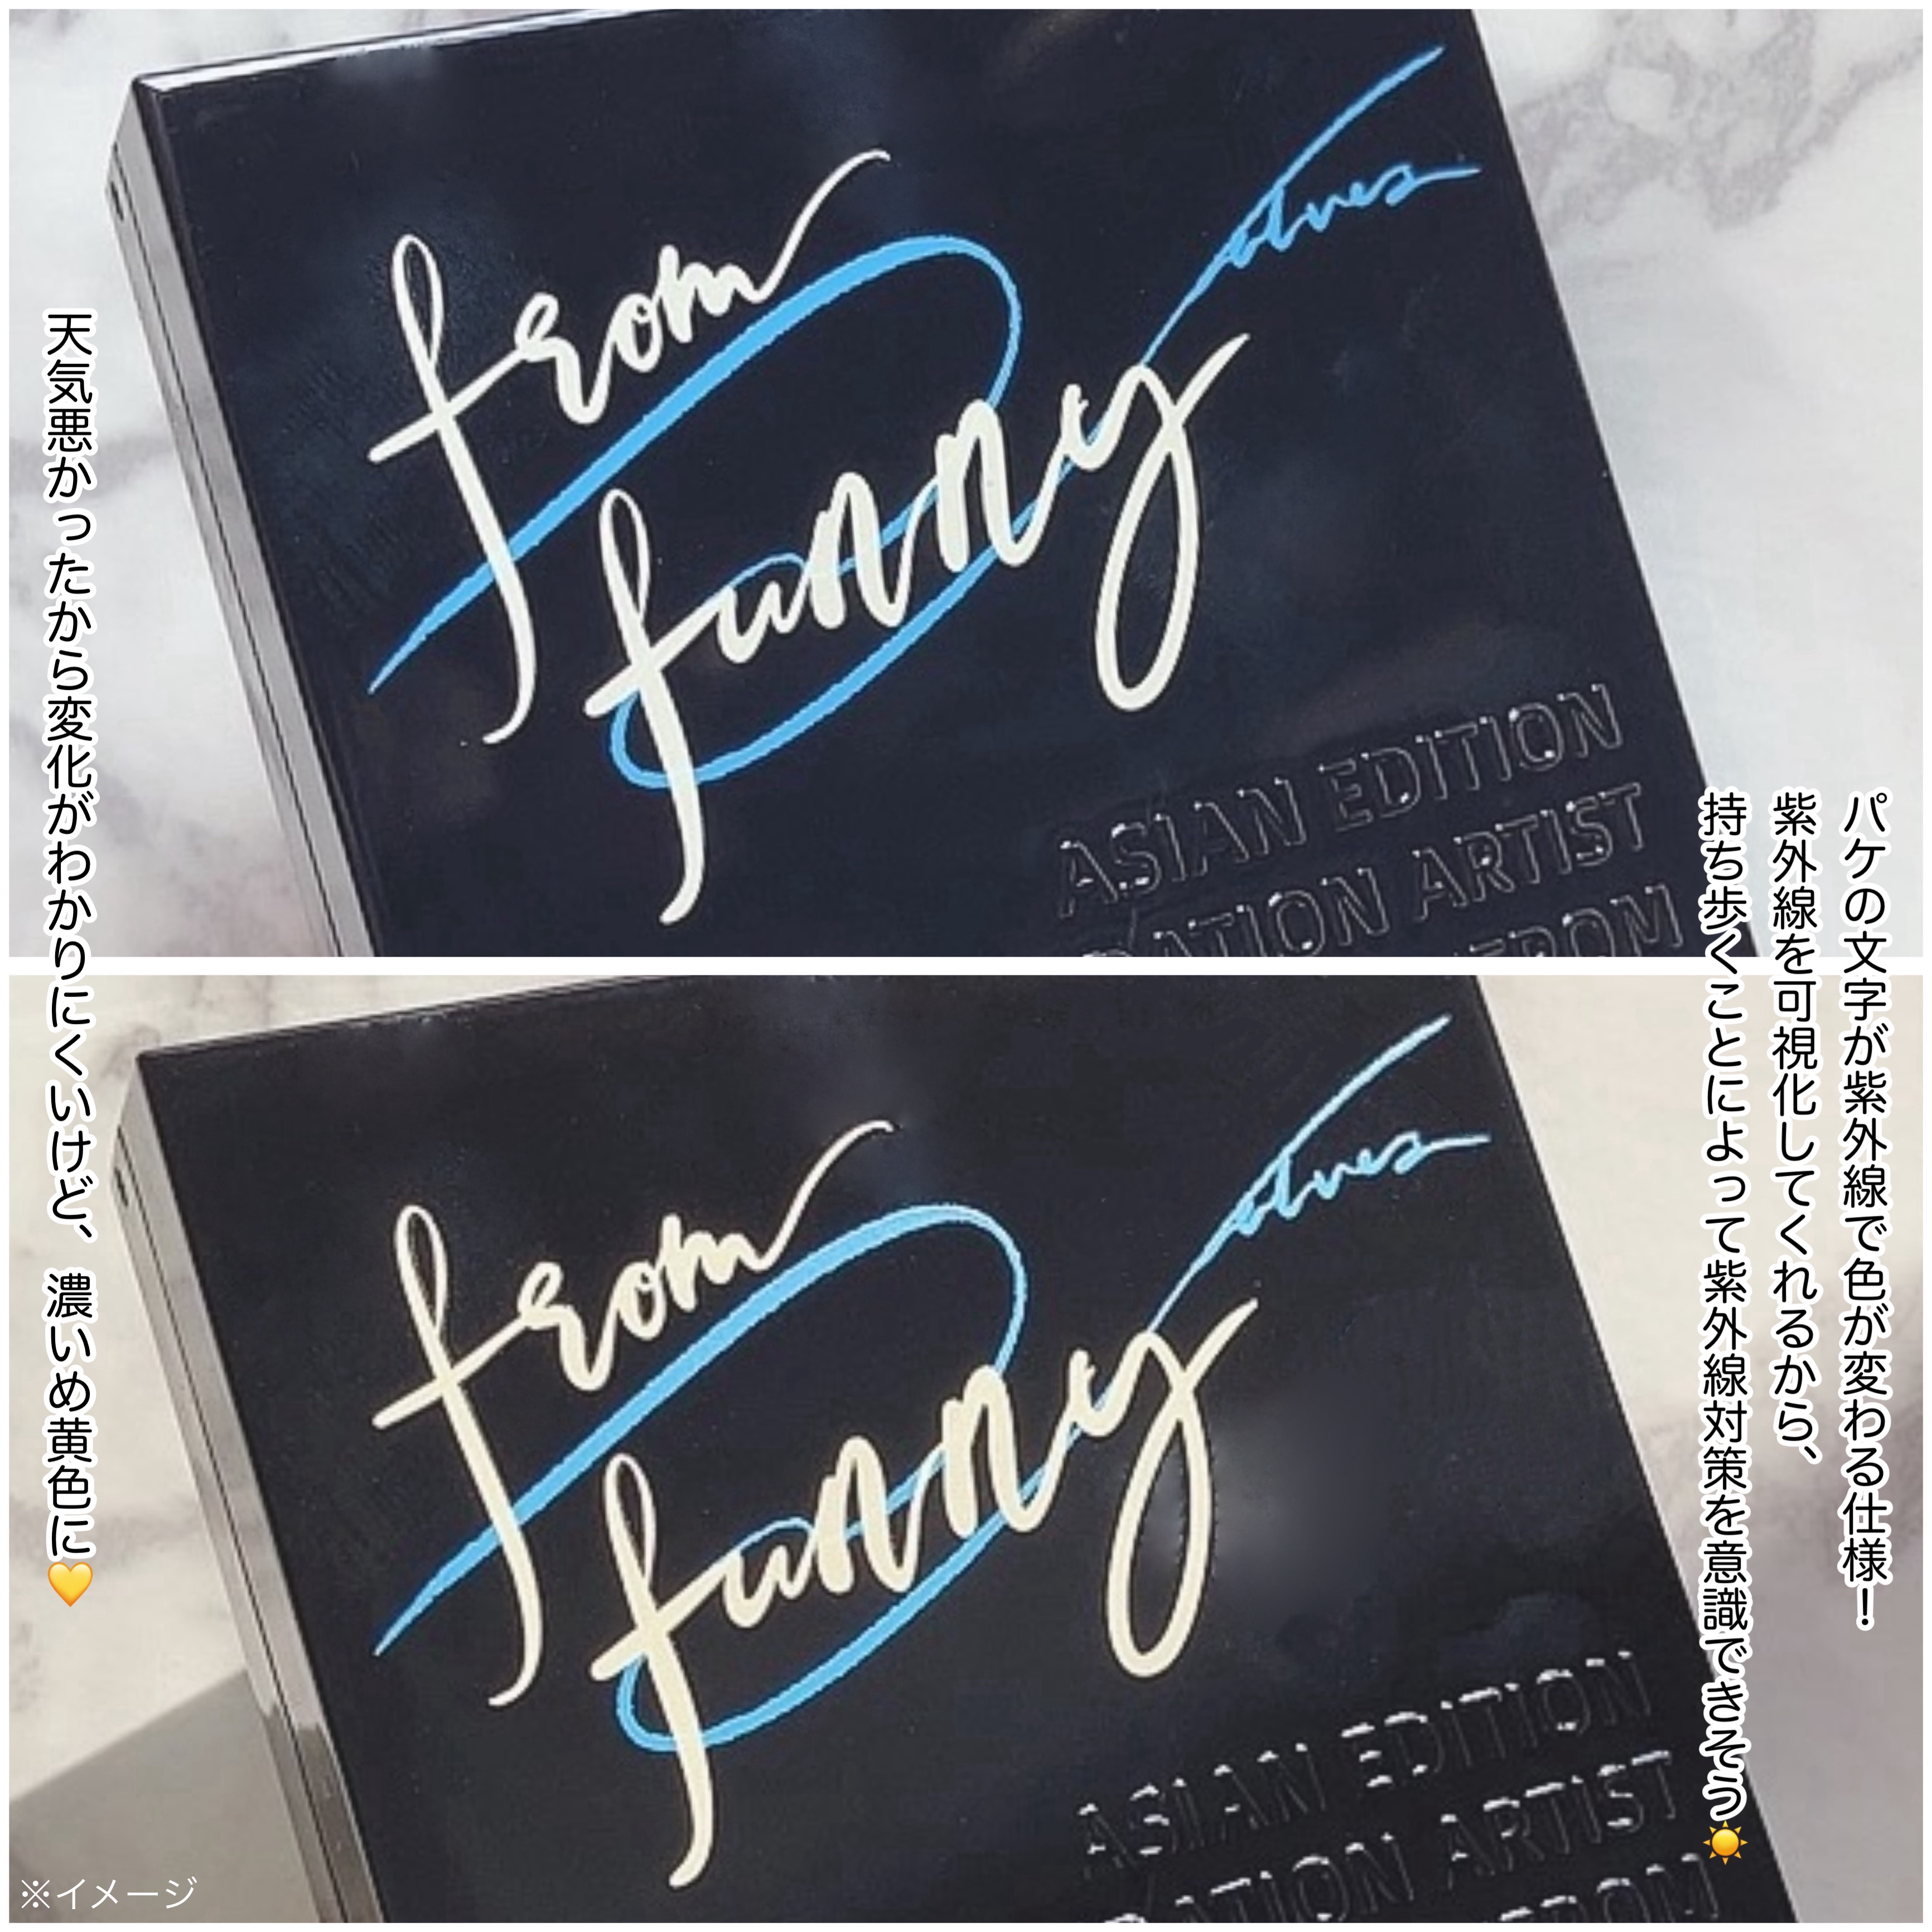 パケの文字が紫外線で色が変わる仕様!
紫外線を可視化してくれるから、
持ち歩くことによって紫外線対策を意識できそう☀️
天気悪かったから変化がわかりにくいけど、濃いめ黄色に💛
from
funny
ASIAN EDITION
ATION ARTIST
FROM
from
funny
ASIAN EDITION
ATION ARTIST
FROM
※イメージ